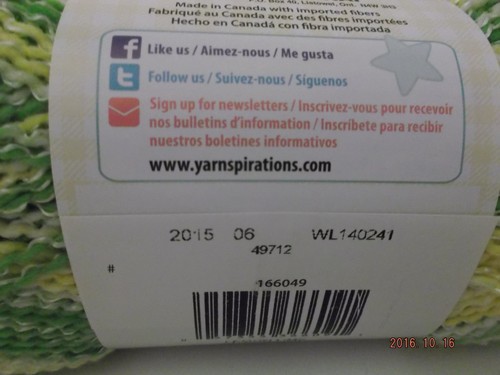 Made in Canada with imported fibers
Fabriqué au Canada avec des fibres importées
Hecho en Canadá con fibra importada
Like us / Aimez-nous / Me gusta
Follow us / Suivez-nous / Síguenos
Sign up for newsletters / Inscrivez-vous pour recevoir
nos bulletins d'information / Inscríbete para recibir
nuestros boletines informativos
www.yarnspirations.com
2015 06 WL140241
49712
#
166049
2016.10.16